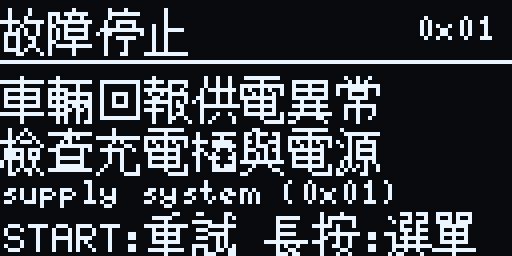 故障停止 0x01
車輛回報供電異常
檢查充電樁與電源
supply system (0x01)
START:重試 長按:選單